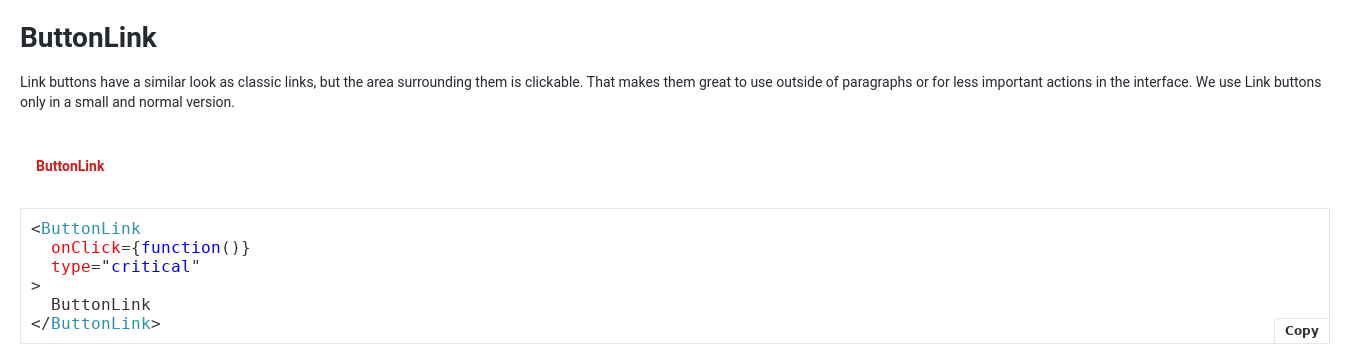 ButtonLink
Link buttons have a similar look as classic links, but the area surrounding them is clickable. That makes them great to use outside of paragraphs or for less important actions in the interface. We use Link buttons
only in a small and normal version.
ButtonLink
<ButtonLink
  onClick={function()}
  type="critical"
>
  ButtonLink
</ButtonLink>
Copy